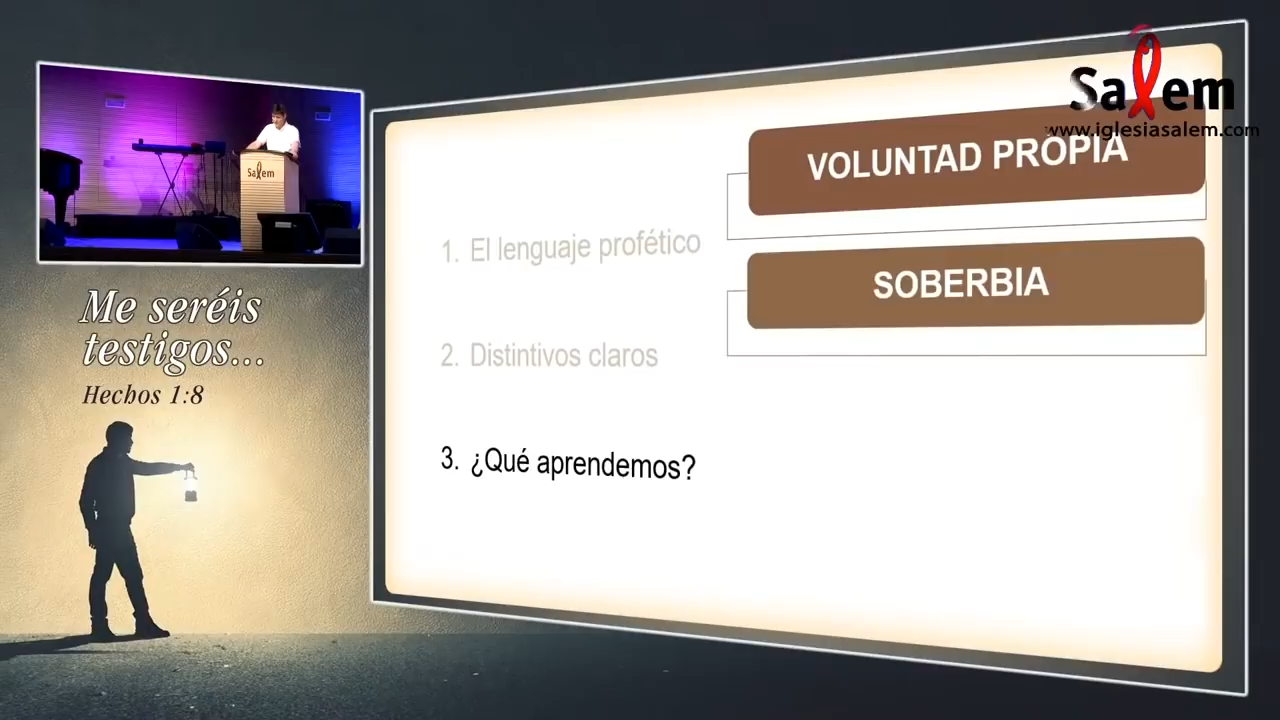 Salem
www.iglesiasalem.com
VOLUNTAD PROPIA
SOBERBIA
1. El lenguaje profético
2. Distintivos claros
3. ¿Qué aprendemos?
Salem
Me seréis
testigos...
Hechos 1:8